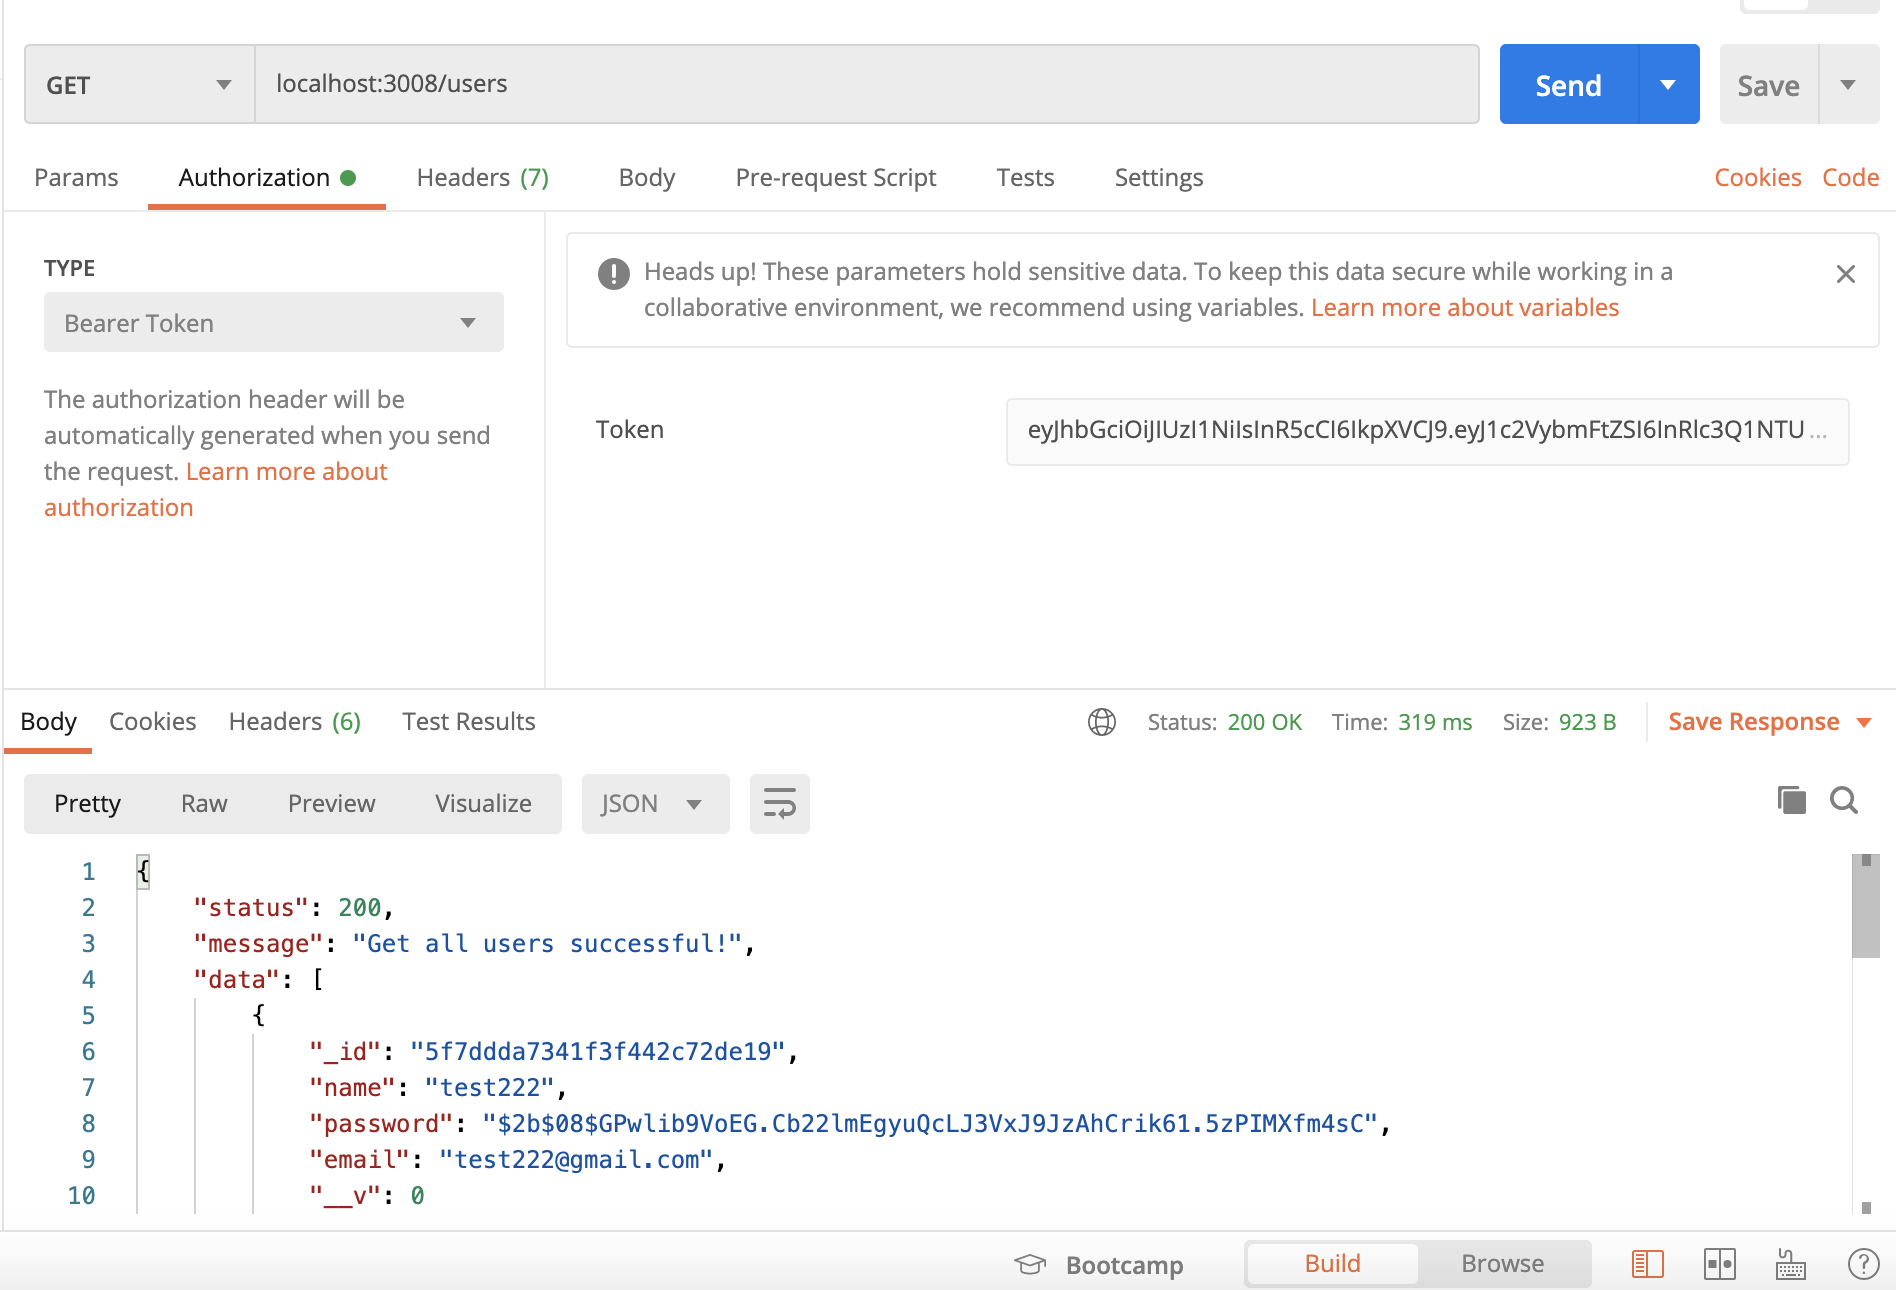 GET localhost:3008/users Send Save
Params Authorization Headers (7) Body Pre-request Script Tests Settings Cookies Code
TYPE
Bearer Token
The authorization header will be
automatically generated when you send
the request. Learn more about
authorization
Heads up! These parameters hold sensitive data. To keep this data secure while working in a
collaborative environment, we recommend using variables. Learn more about variables
Token eyJhbGciOiJIUzI1NiIsInR5cCI6IkpXVCJ9.eyJ1c2VybmFtZSI6InRlc3Q1NTU ...
Body Cookies Headers (6) Test Results Status: 200 OK Time: 319 ms Size: 923 B Save Response
Pretty Raw Preview Visualize JSON
1 {
2 "status": 200,
3 "message": "Get all users successful!",
4 "data": [
5 {
6 "_id": "5f7ddda7341f3f442c72de19",
7 "name": "test222",
8 "password": "$2b$08$GPwlib9VoEG.Cb22lmEgyuQcLJ3VxJ9JzAhCrik61.5zPIMXfm4sC",
9 "email": "test222@gmail.com",
10 "__v": 0
Bootcamp Build Browse